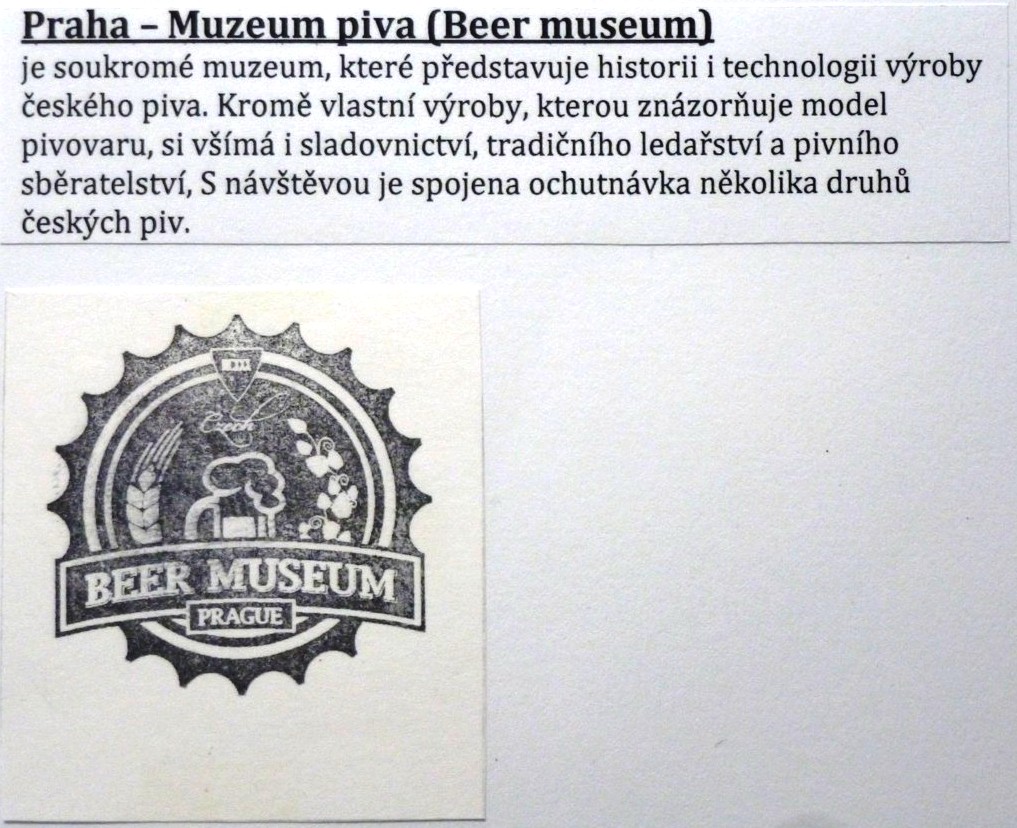 Praha – Muzeum piva (Beer museum)
je soukromé muzeum, které představuje historii i technologii výroby
českého piva. Kromě vlastní výroby, kterou znázorňuje model
pivovaru, si všímá i sladovnictví, tradičního ledařství a pivního
sběratelství, S návštěvou je spojena ochutnávka několika druhů
českých piv.
Czech
BEER MUSEUM
PRAGUE